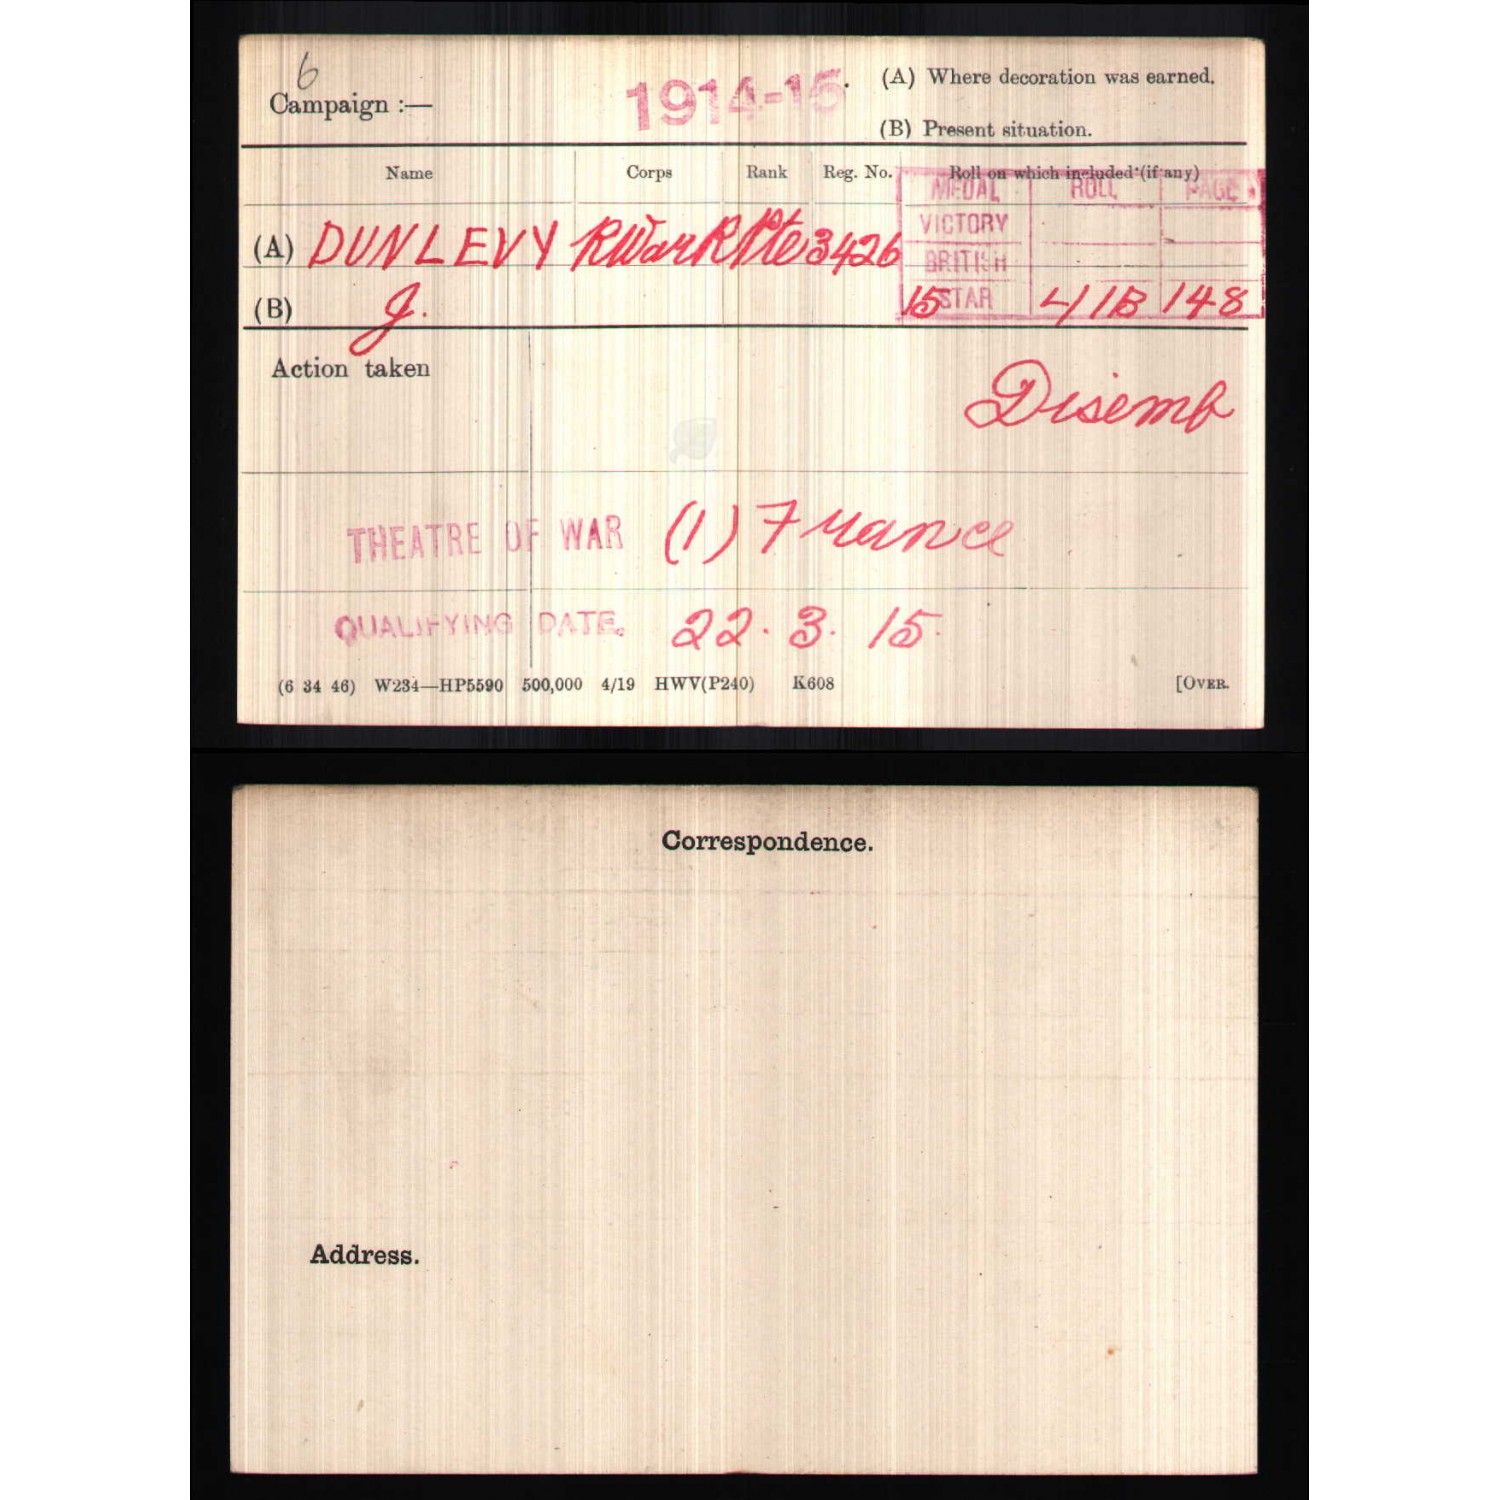 6
Campaign :—
1914-15.
(A) Where decoration was earned.
(B) Present situation.
Name Corps Rank Reg. No. Roll on which included (if any)
MEDAL ROLL PAGE
VICTORY
(A) DUNLEVY RWarR Pte 3426
BRITISH
(B) J. 15 STAR 4/1B 148
Action taken
Disemb
THEATRE OF WAR (1) France
QUALIFYING DATE. 22. 3. 15.
(6 34 46) W234—HP5590 500,000 4/19 HWV(P240) K608 [OVER.
Correspondence.
Address.